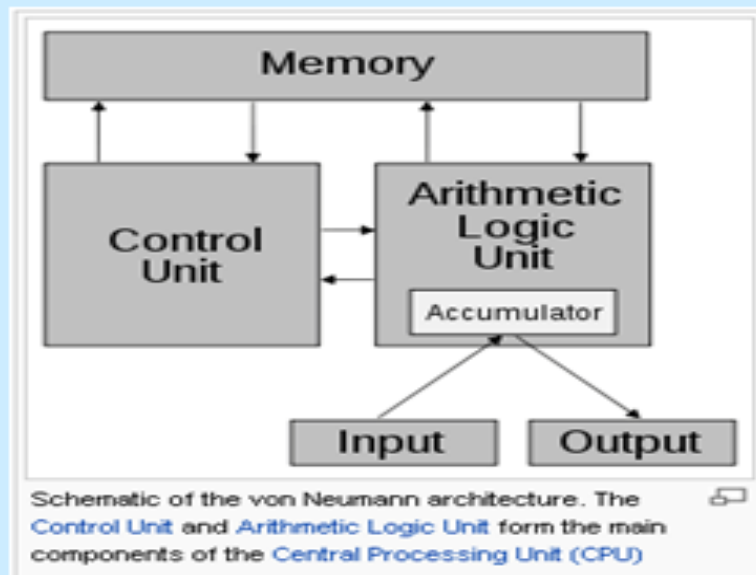 Memory
Control
Unit
Arithmetic
Logic
Unit
Accumulator
Input
Output
Schematic of the von Neumann architecture. The
Control Unit and Arithmetic Logic Unit form the main
components of the Central Processing Unit (CPU)